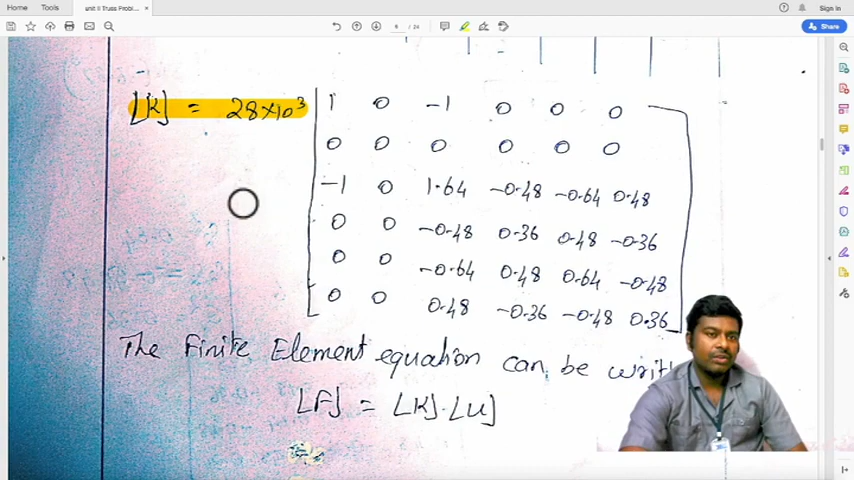 Home Tools unit II Truss Probl... × Sign In
6 / 24 Share
[K] = 28×10³
1 0 -1 0 0 0
0 0 0 0 0 0
-1 0 1.64 -0.48 -0.64 0.48
0 0 -0.48 0.36 0.48 -0.36
0 0 -0.64 0.48 0.64 -0.48
0 0 0.48 -0.36 -0.48 0.36
The Finite Element equation can be writt
[F] = [K].[U]